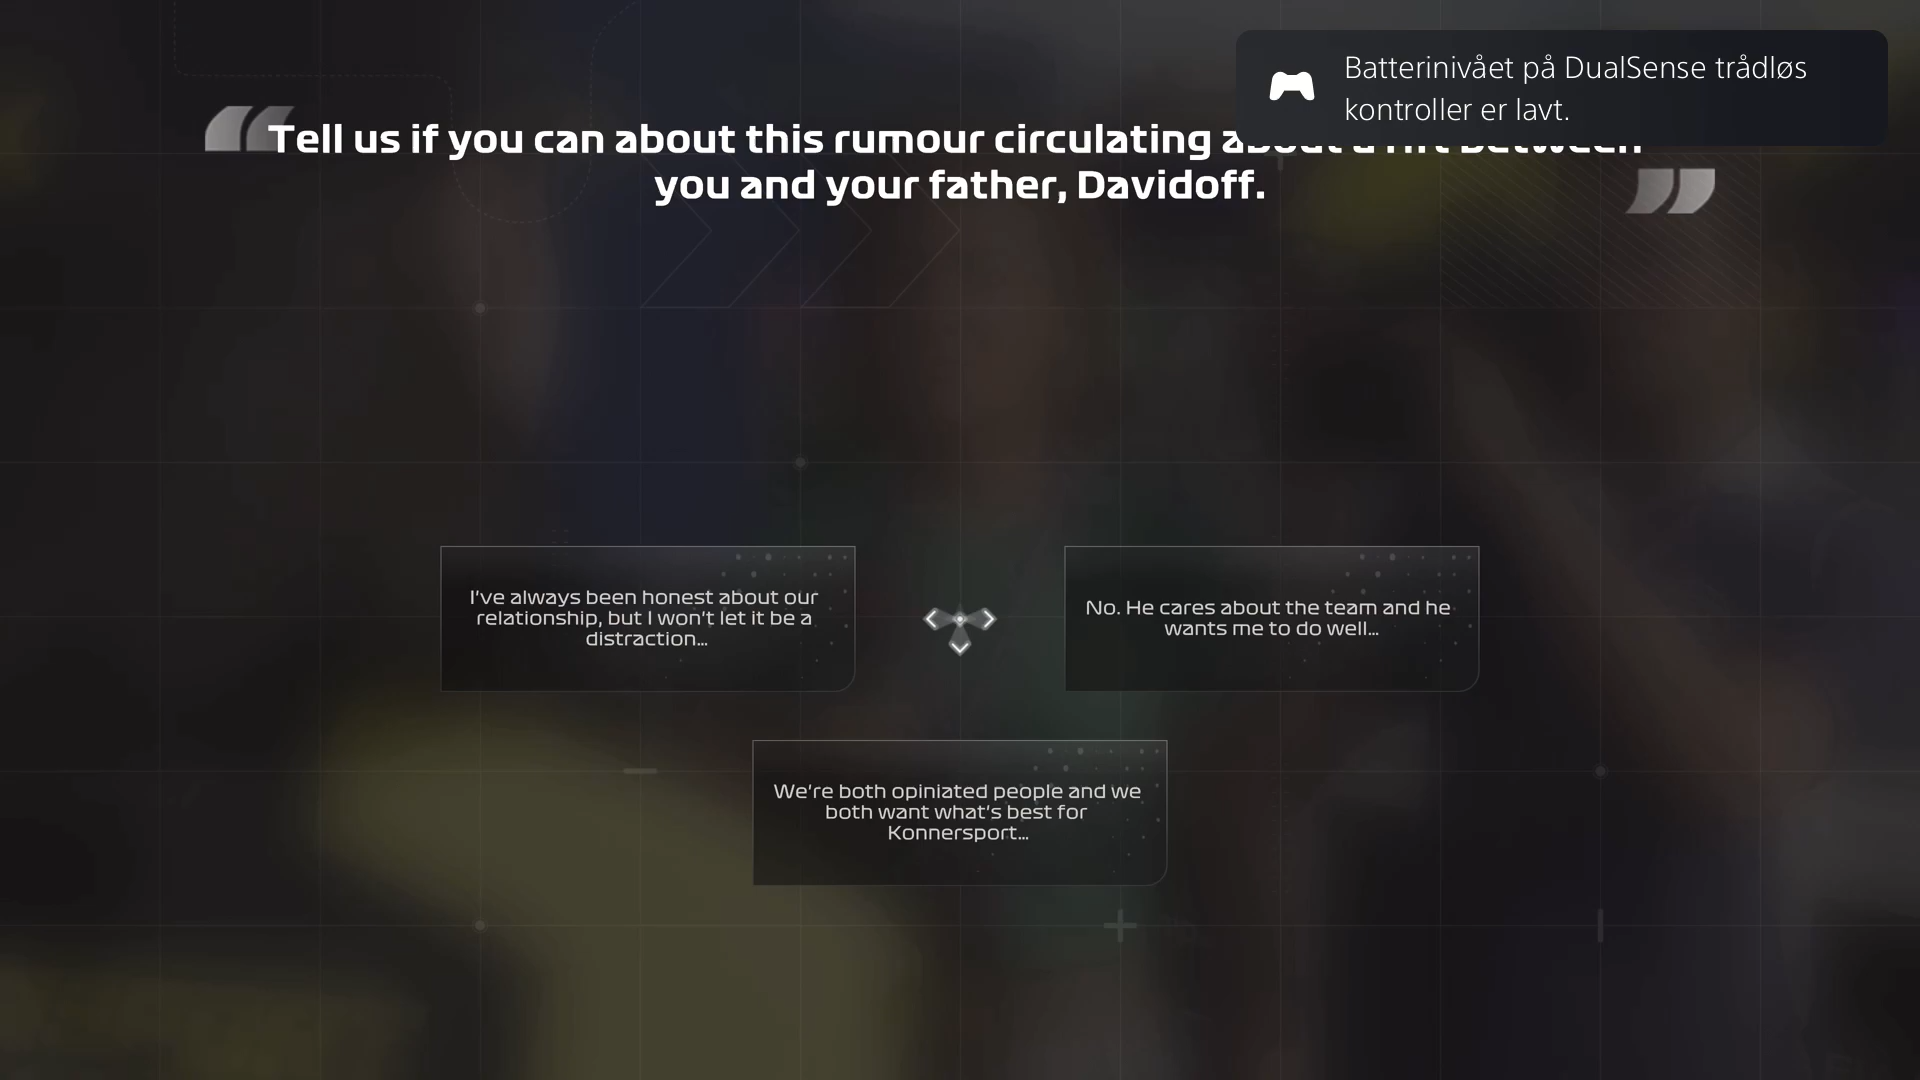 Batterinivået på DualSense trådløs
kontroller er lavt.
Tell us if you can about this rumour circulating about a rift between
you and your father, Davidoff.
I've always been honest about our
relationship, but I won't let it be a
distraction...
No. He cares about the team and he
wants me to do well...
We're both opiniated people and we
both want what's best for
Konnersport...